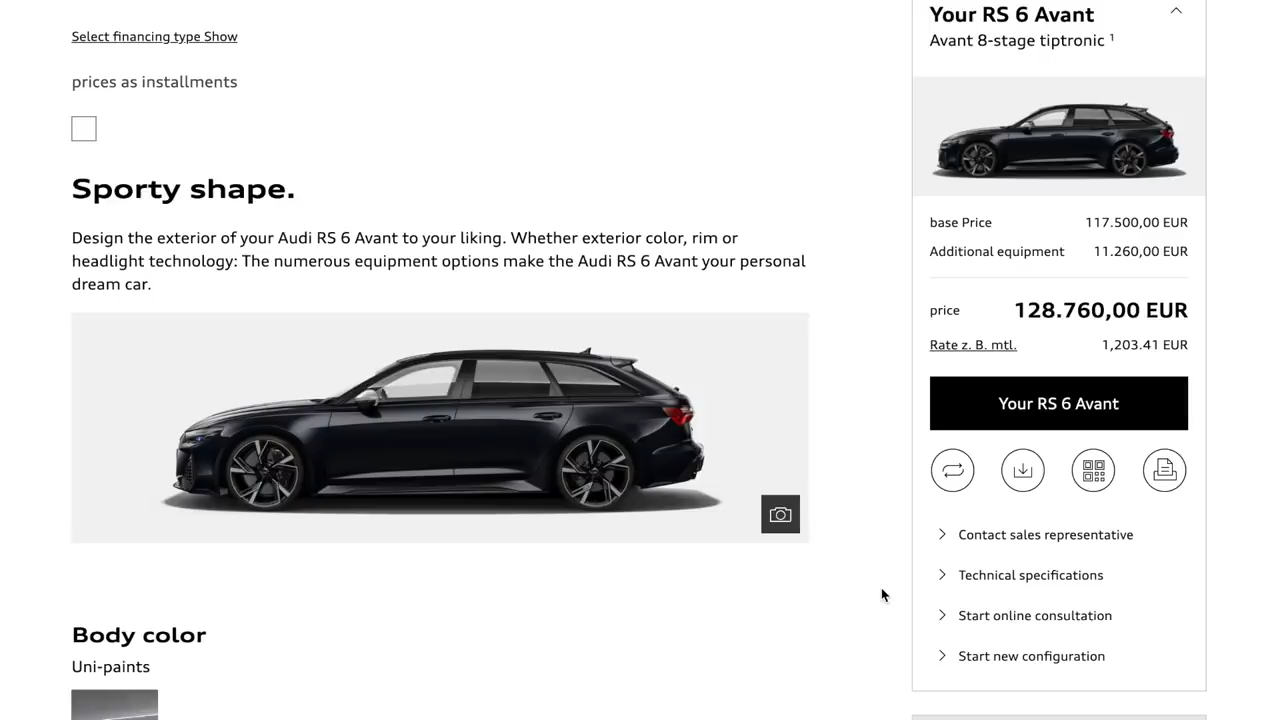 Select financing type Show
prices as installments
Sporty shape.
Design the exterior of your Audi RS 6 Avant to your liking. Whether exterior color, rim or
headlight technology: The numerous equipment options make the Audi RS 6 Avant your personal
dream car.
Body color
Uni-paints
Your RS 6 Avant
Avant 8-stage tiptronic ¹
base Price 117.500,00 EUR
Additional equipment 11.260,00 EUR
price 128.760,00 EUR
Rate z. B. mtl. 1,203.41 EUR
Your RS 6 Avant
Contact sales representative
Technical specifications
Start online consultation
Start new configuration